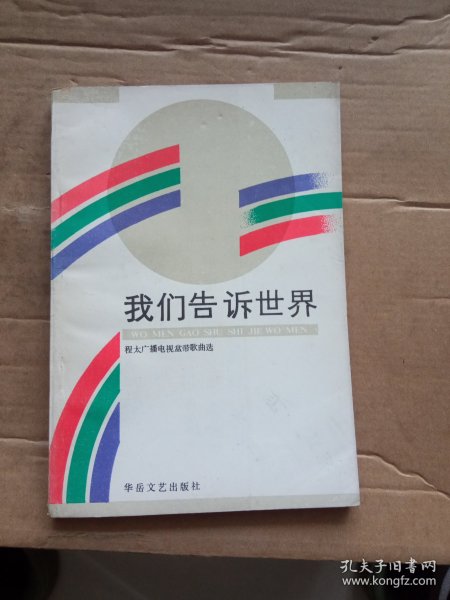 我们告诉世界
WO MEN GAO SHU SHI JIE WO MEN
程太广播电视盒带歌曲选
华岳文艺出版社
孔夫子旧书网
www.kongfz.com